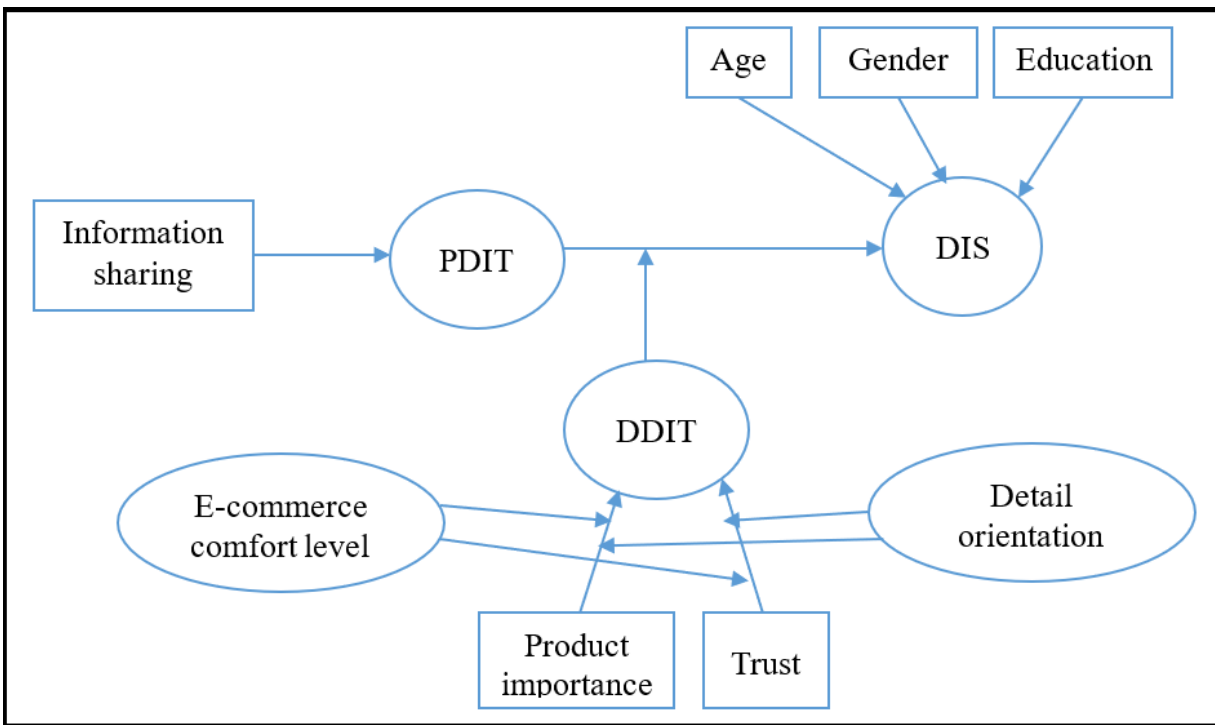 Age
Gender
Education
Information
sharing
PDIT
DIS
DDIT
E-commerce
comfort level
Detail
orientation
Product
importance
Trust